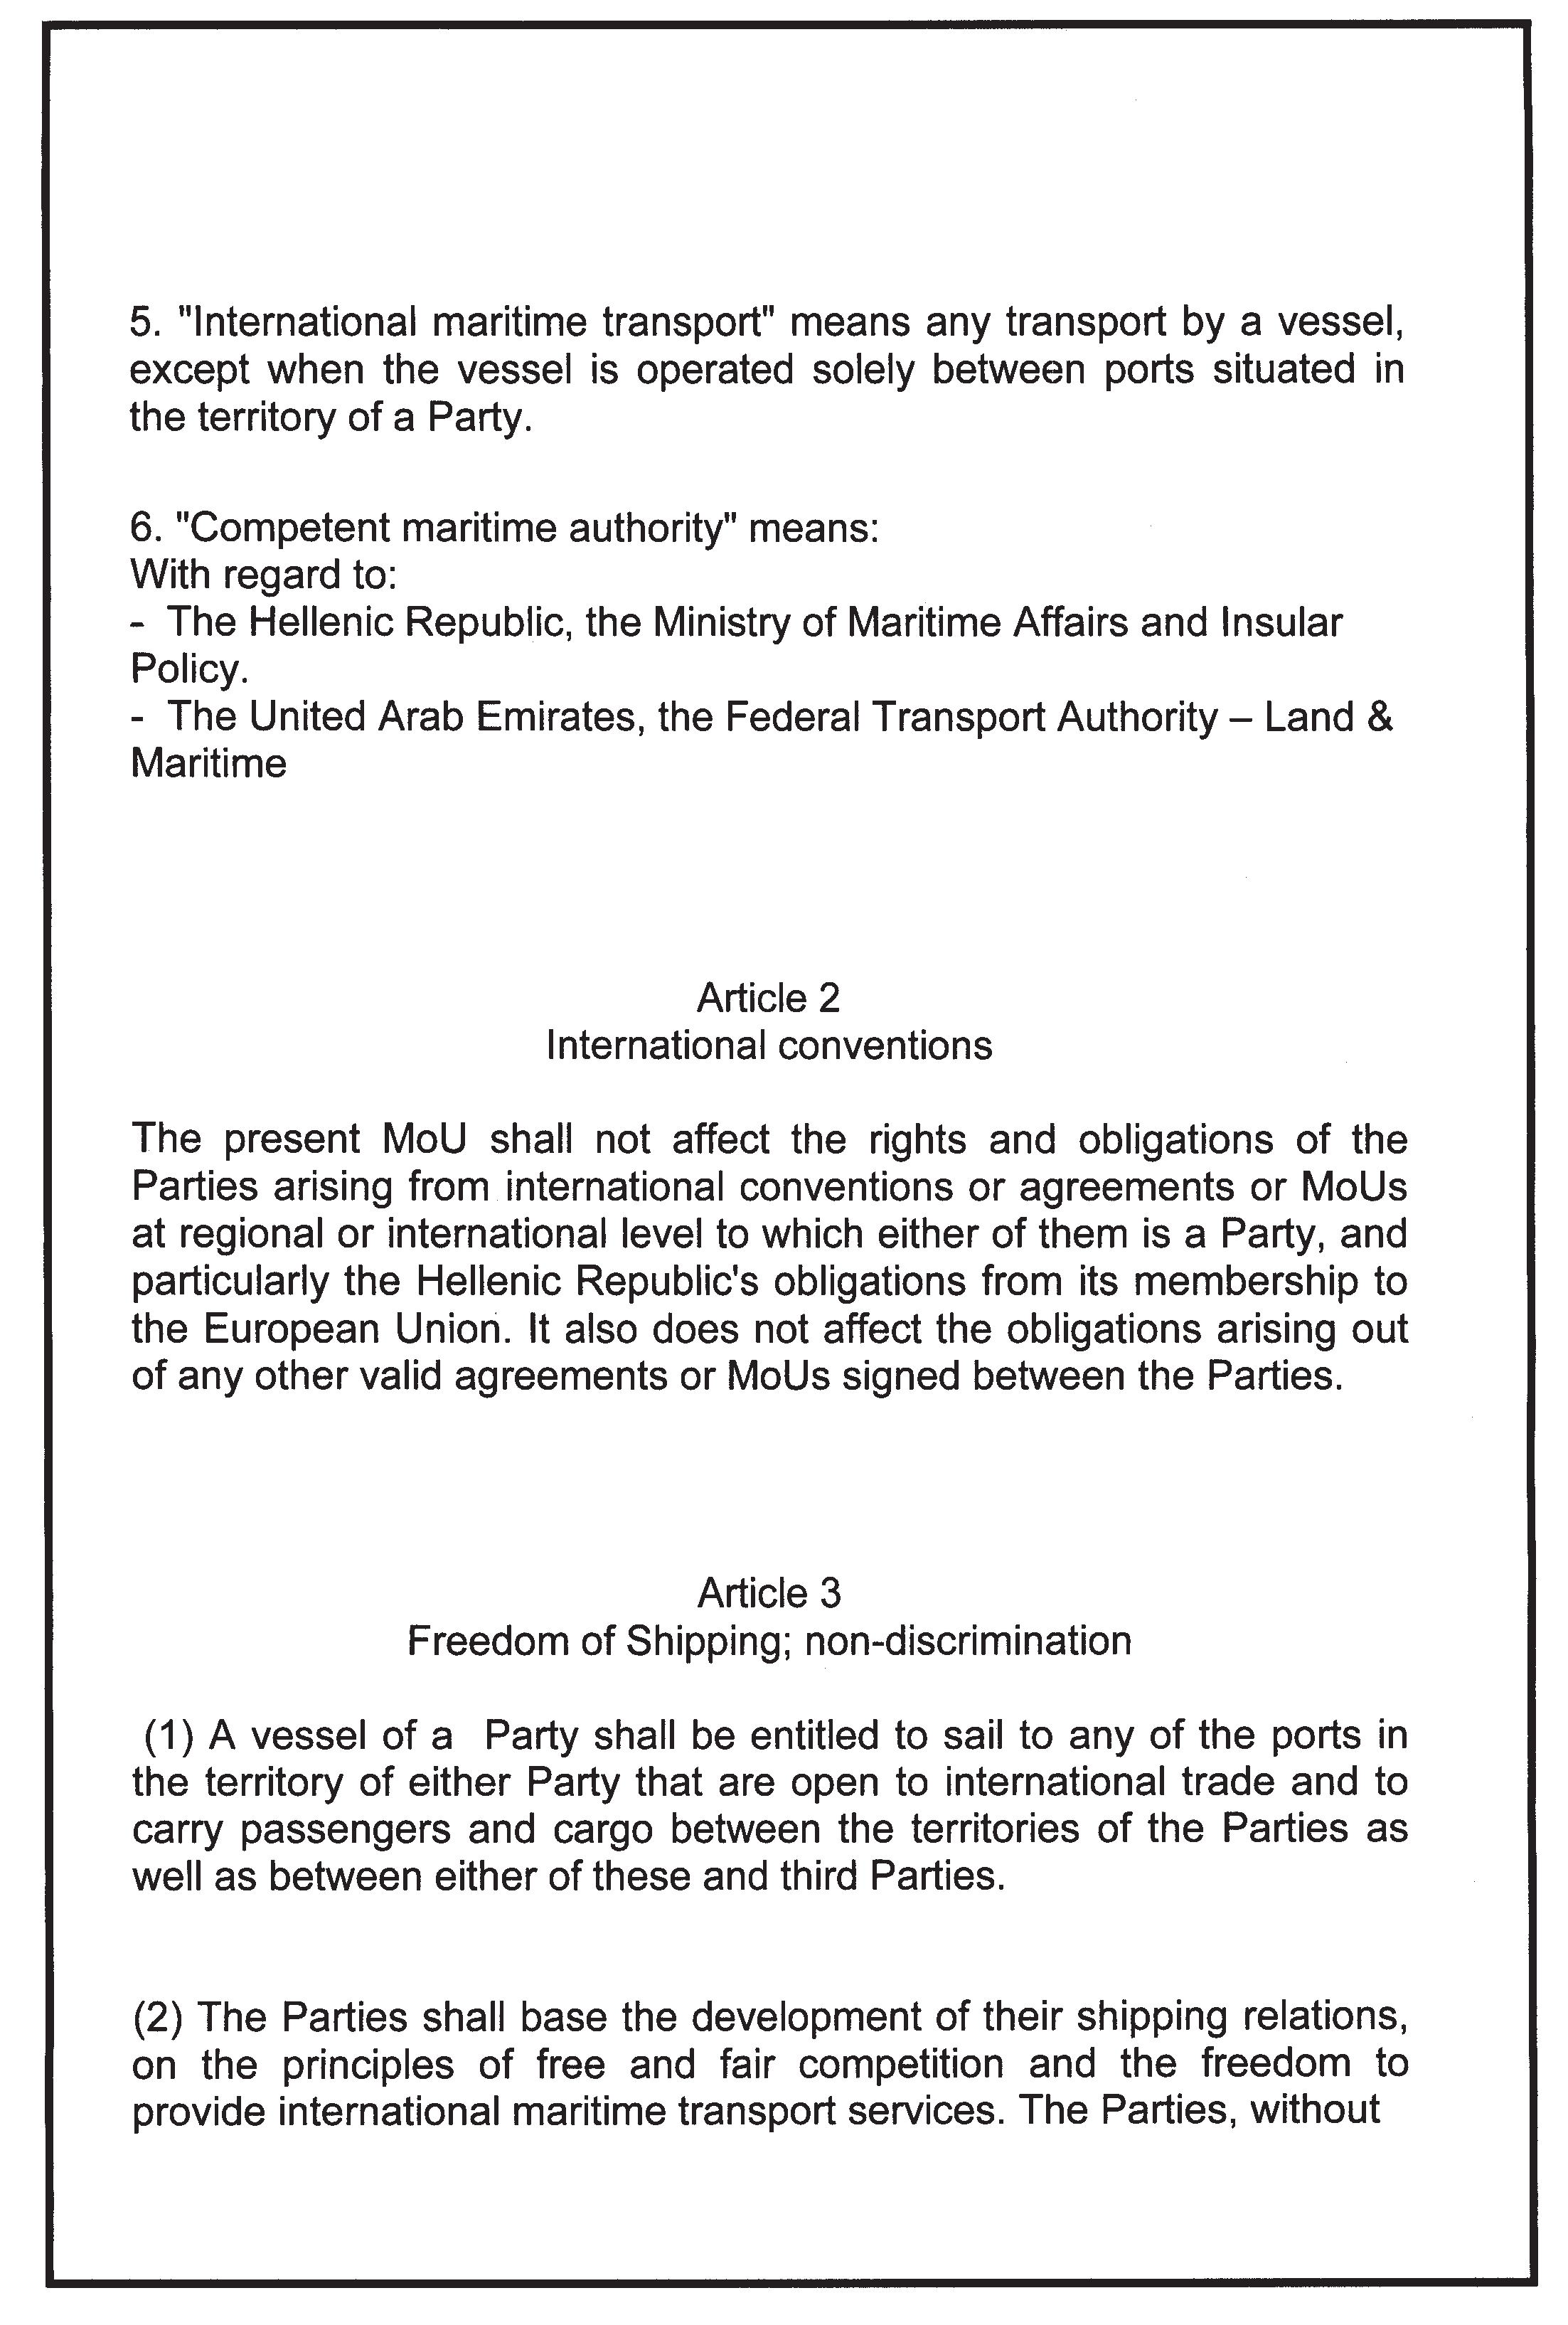 5. "International maritime transport" means any transport by a vessel,
except when the vessel is operated solely between ports situated in
the territory of a Party.
6. "Competent maritime authority" means:
With regard to:
- The Hellenic Republic, the Ministry of Maritime Affairs and Insular
Policy.
- The United Arab Emirates, the Federal Transport Authority – Land &
Maritime
Article 2
International conventions
The present MoU shall not affect the rights and obligations of the
Parties arising from international conventions or agreements or MoUs
at regional or international level to which either of them is a Party, and
particularly the Hellenic Republic's obligations from its membership to
the European Union. It also does not affect the obligations arising out
of any other valid agreements or MoUs signed between the Parties.
Article 3
Freedom of Shipping; non-discrimination
(1) A vessel of a Party shall be entitled to sail to any of the ports in
the territory of either Party that are open to international trade and to
carry passengers and cargo between the territories of the Parties as
well as between either of these and third Parties.
(2) The Parties shall base the development of their shipping relations,
on the principles of free and fair competition and the freedom to
provide international maritime transport services. The Parties, without